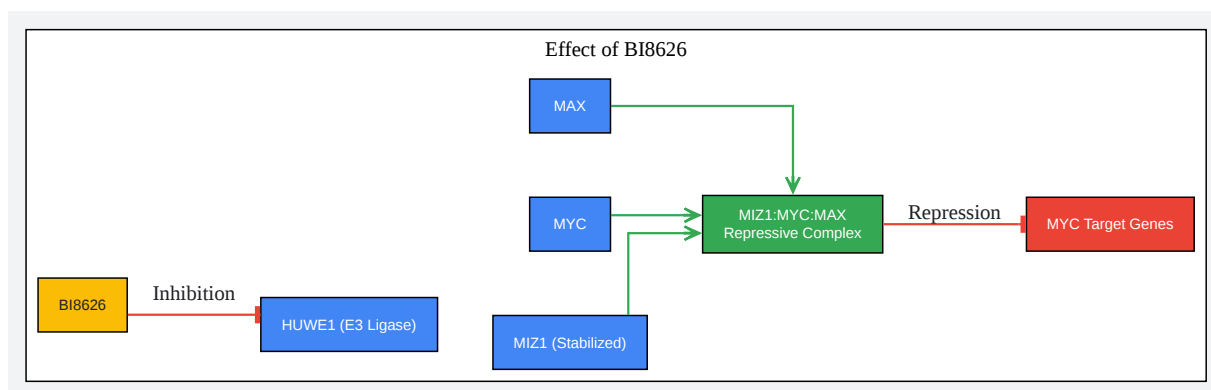 Effect of BI8626
MAX
MYC
MIZ1:MYC:MAX
Repressive Complex
Repression
MYC Target Genes
BI8626
Inhibition
HUWE1 (E3 Ligase)
MIZ1 (Stabilized)